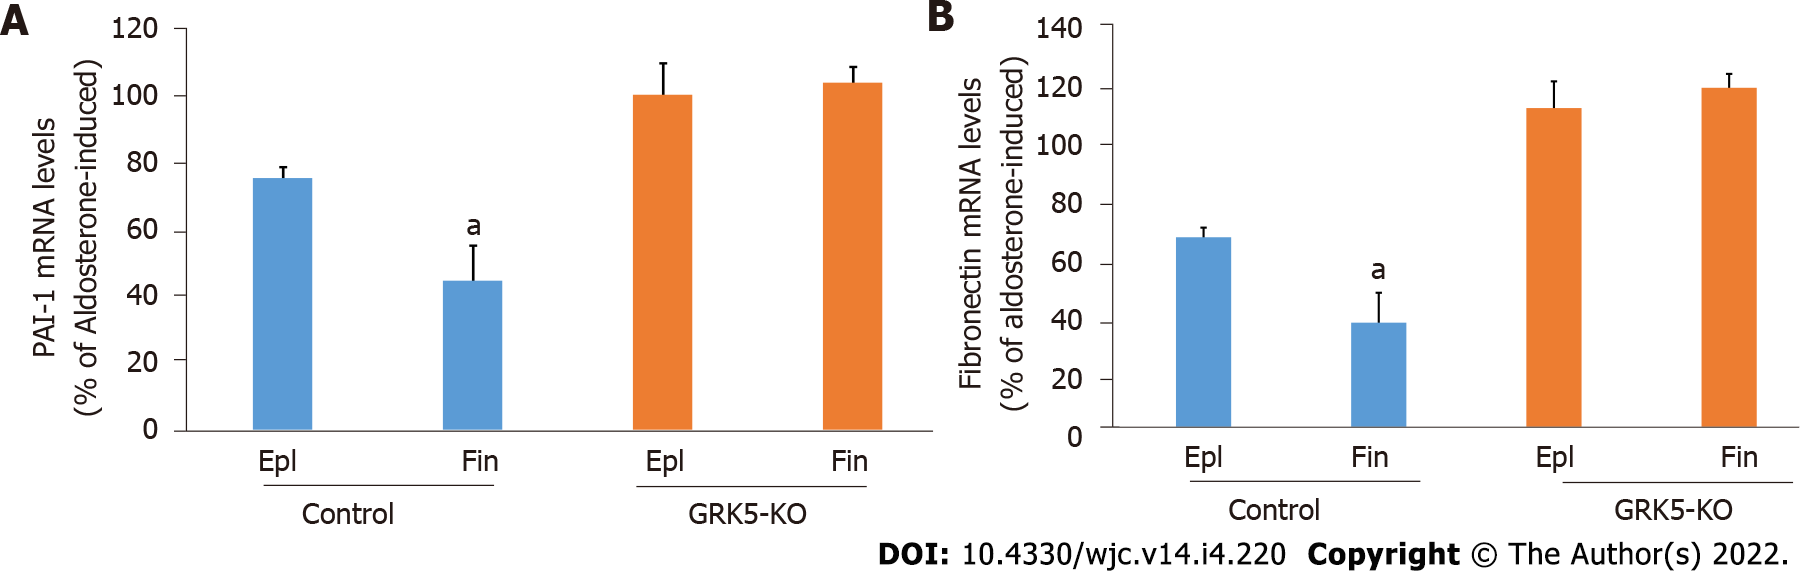 A
PAI-1 mRNA levels
(% of Aldosterone-induced)
120
100
80
60
40
20
0
a
Epl
Fin
Epl
Fin
Control
GRK5-KO
B
Fibronectin mRNA levels
(% of aldosterone-induced)
140
120
100
80
60
40
20
0
a
Epl
Fin
Epl
Fin
Control
GRK5-KO
DOI: 10.4330/wjc.v14.i4.220 Copyright © The Author(s) 2022.